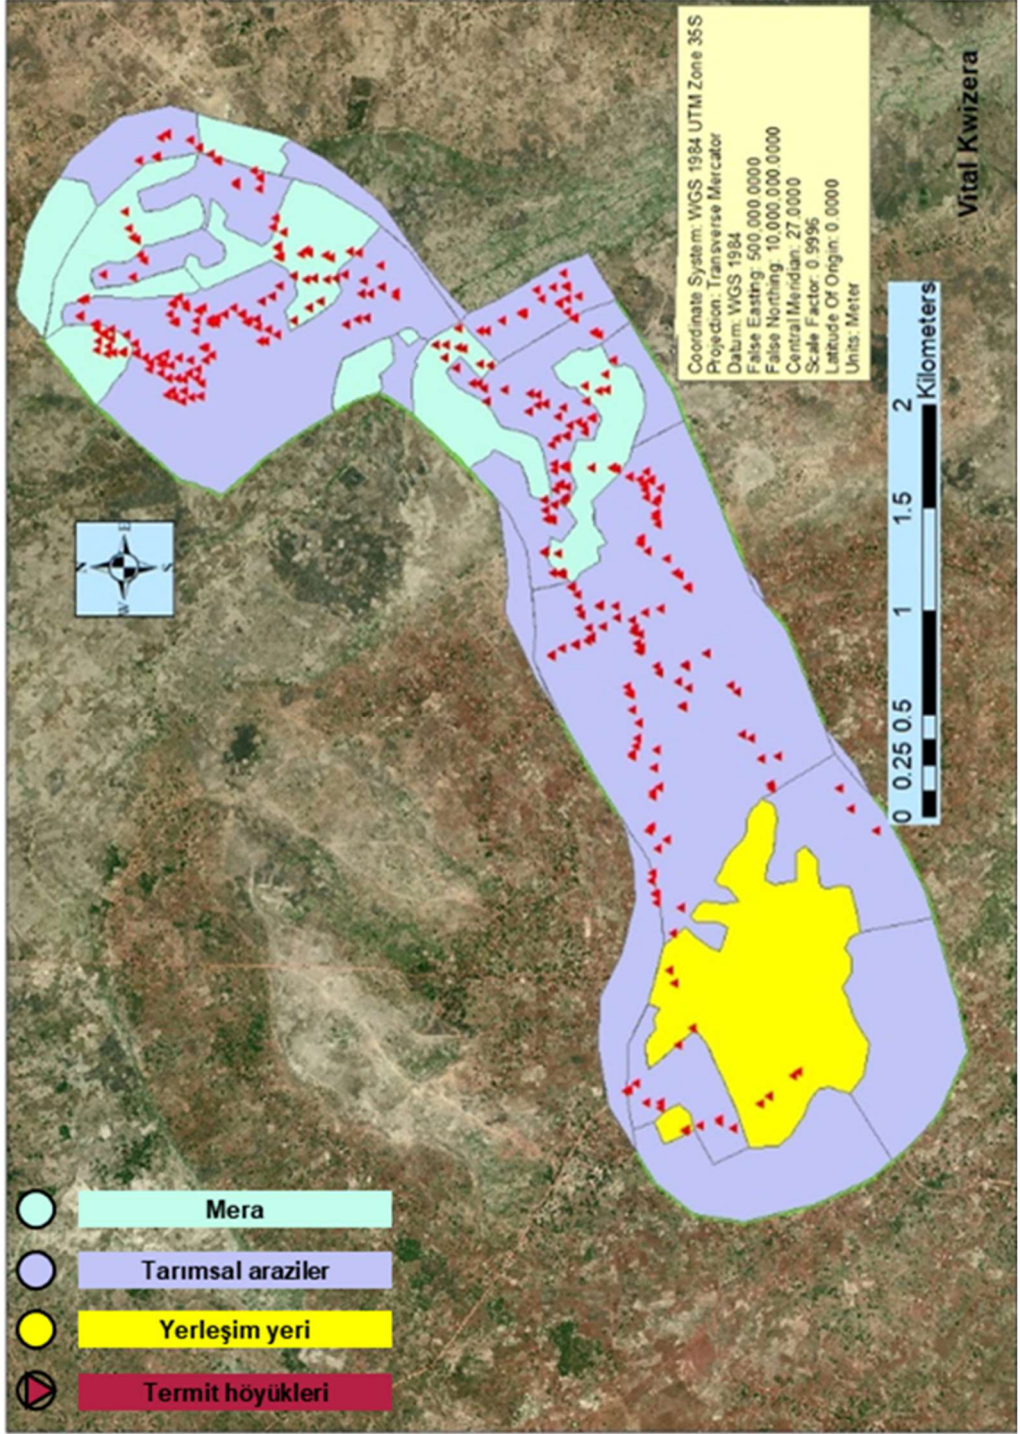 Coordinate System: WGS 1984 UTM Zone 35S
Projection: Transverse Mercator
Datum: WGS 1984
False Easting: 500,000.0000
False Northing: 10,000,000.0000
Central Meridian: 27.0000
Scale Factor: 0.9996
Latitude Of Origin: 0.0000
Units: Meter
Vital Kwizera
N
E
S
W
0 0.25 0.5 1 1.5 2
Kilometers
Mera
Tarımsal araziler
Yerleşim yeri
Termit höyükleri